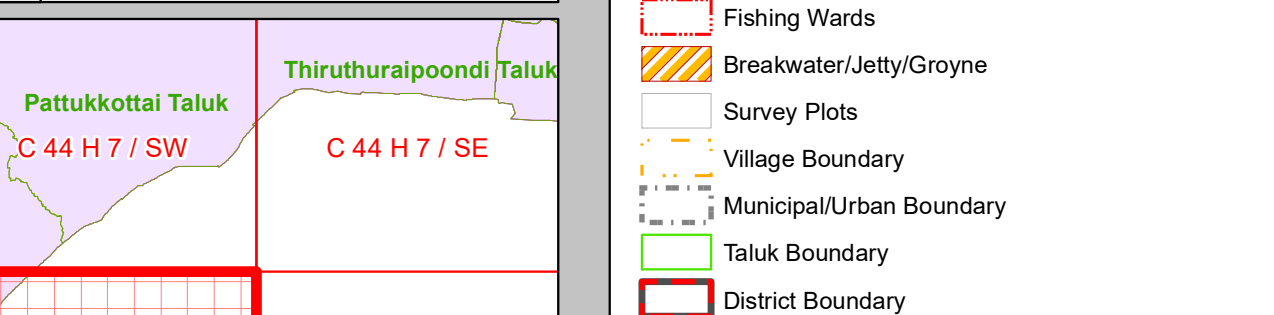 Thiruthuraipoondi Taluk
Pattukkottai Taluk
C 44 H 7 / SW
C 44 H 7 / SE
Fishing Wards
Breakwater/Jetty/Groyne
Survey Plots
Village Boundary
Municipal/Urban Boundary
Taluk Boundary
District Boundary